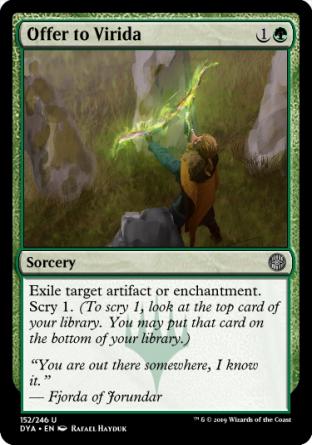 Offer to Virida 1
Sorcery
Exile target artifact or enchantment.
Scry 1. (To scry 1, look at the top card of
your library. You may put that card on
the bottom of your library.)
“You are out there somewhere, I know
it.”
— Fjorda of Jorundar
152/246 U
DYA • EN Rafael Hayduk
™ & © 2019 Wizards of the Coast